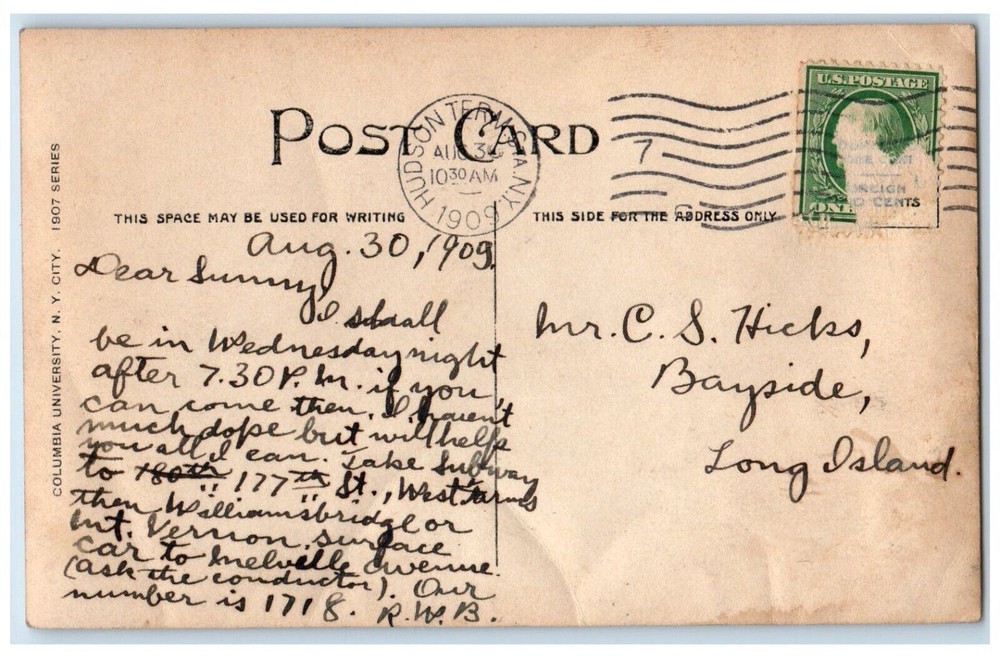 POST CARD
HUDSON TERM. STA. N.Y.
AUG 30
10 30 AM
1909
7
U.S. POSTAGE
FOREIGN
CENTS
ONE
THIS SPACE MAY BE USED FOR WRITING
THIS SIDE FOR THE ADDRESS ONLY
COLUMBIA UNIVERSITY, N. Y. CITY. 1907 SERIES
Aug. 30, 1909.
Dear Sunny,
I shall
be in Wednesday night
after 7.30 P.M. if you
can come then. I haven't
much dope but will help
you all I can. Take Subway
to 180th 177th St., West Farms
then Williamsbridge or
Mt. Vernon surface
car to Melville avenue.
(ask the conductor). Our
number is 1718. R.W.B.
Mr. C. S. Hicks,
Bayside,
Long Island.